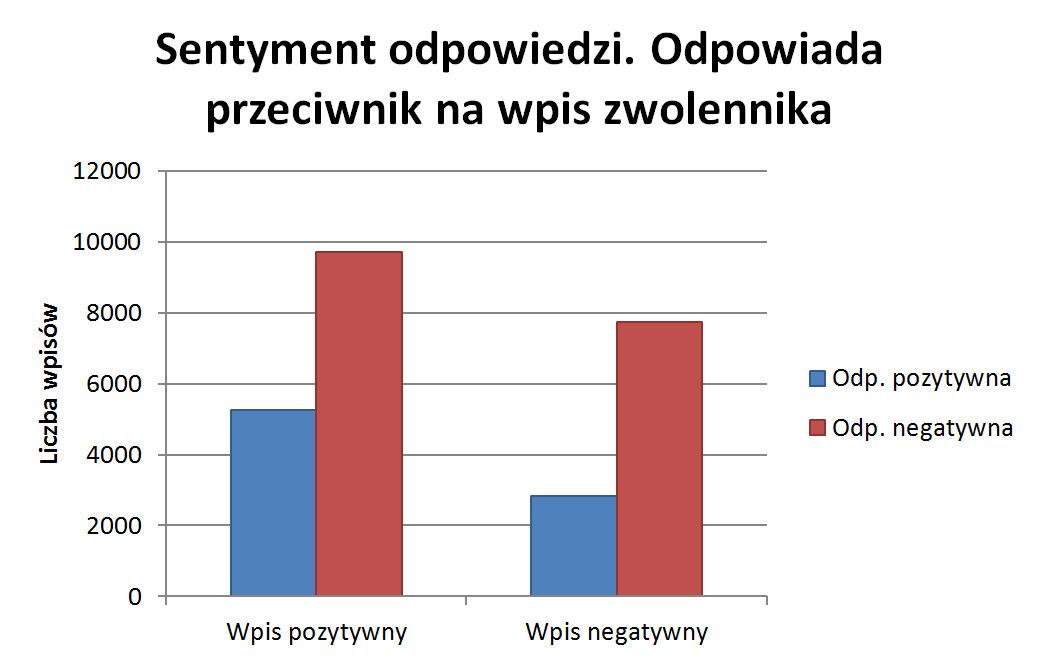 Sentyment odpowiedzi. Odpowiada
przeciwnik na wpis zwolennika
12000
10000
8000
6000
4000
2000
0
Liczba wpisów
Wpis pozytywny
Wpis negatywny
Odp. pozytywna
Odp. negatywna